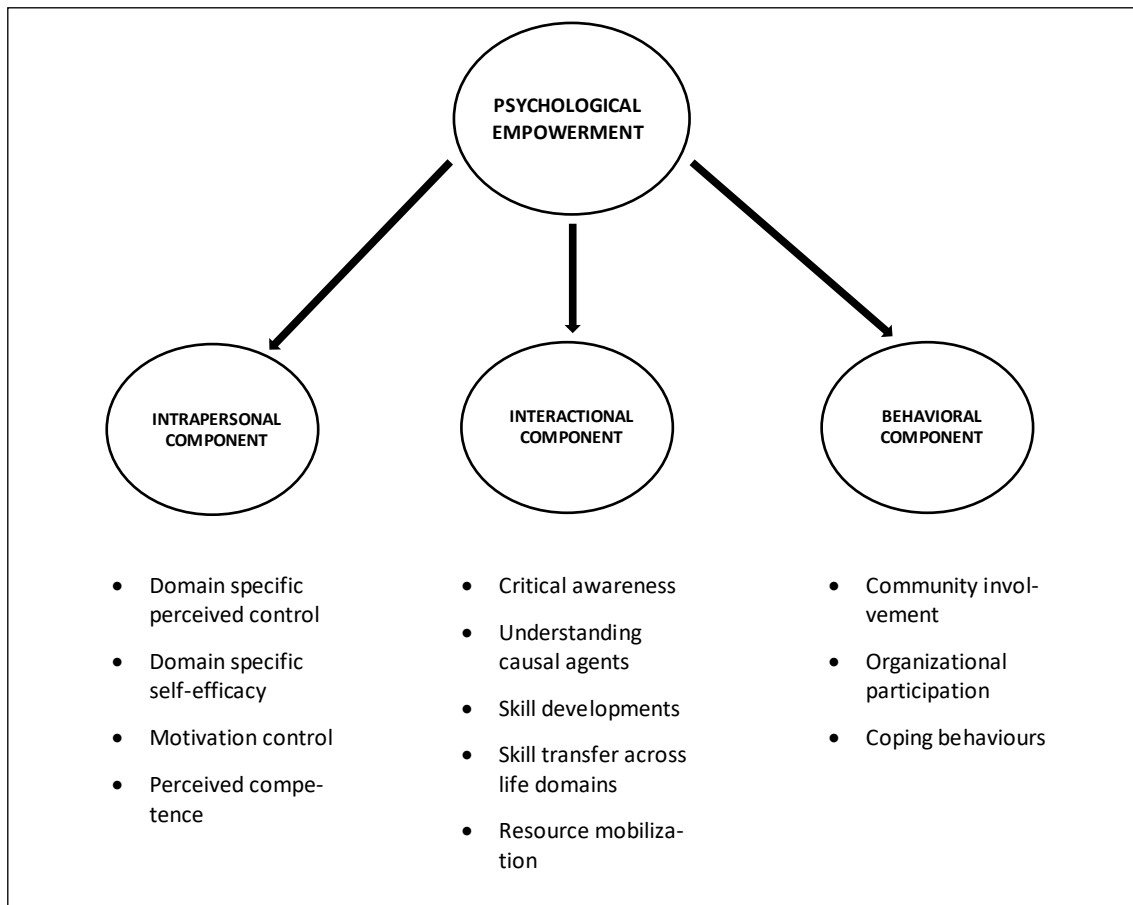 PSYCHOLOGICAL
EMPOWERMENT
INTRAPERSONAL
COMPONENT
INTERACTIONAL
COMPONENT
BEHAVIORAL
COMPONENT
• Domain specific
perceived control
• Domain specific
self-efficacy
• Motivation control
• Perceived compe-
tence
• Critical awareness
• Understanding
causal agents
• Skill developments
• Skill transfer across
life domains
• Resource mobiliza-
tion
• Community invol-
vement
• Organizational
participation
• Coping behaviours